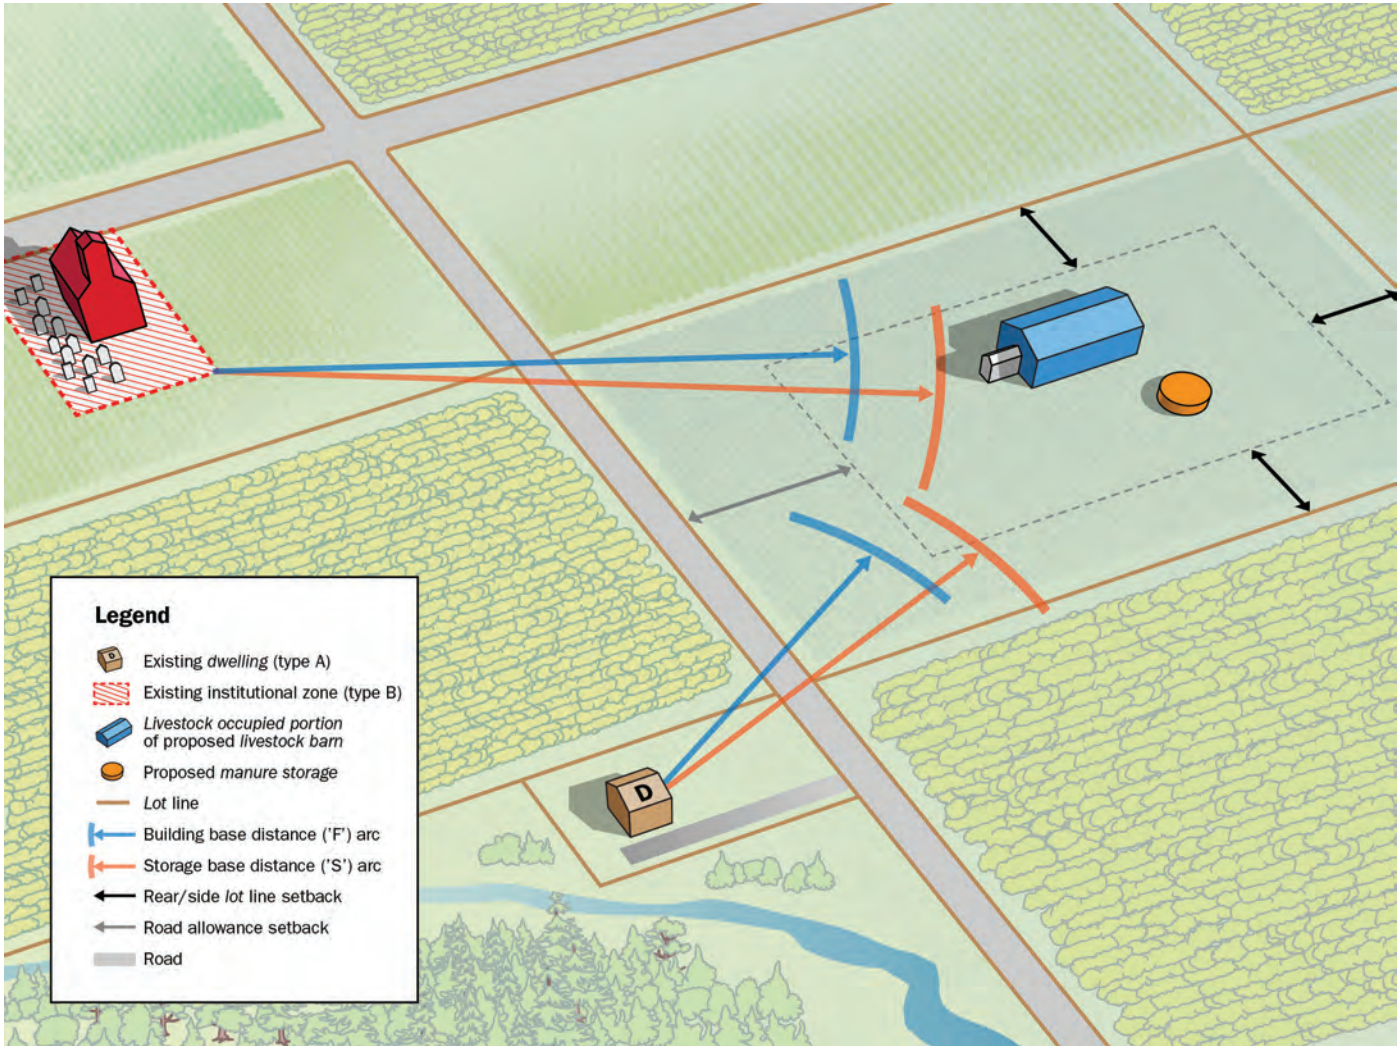 D
Legend
D
Existing dwelling (type A)
Existing institutional zone (type B)
Livestock occupied portion
of proposed livestock barn
Proposed manure storage
Lot line
Building base distance ('F') arc
Storage base distance ('S') arc
Rear/side lot line setback
Road allowance setback
Road